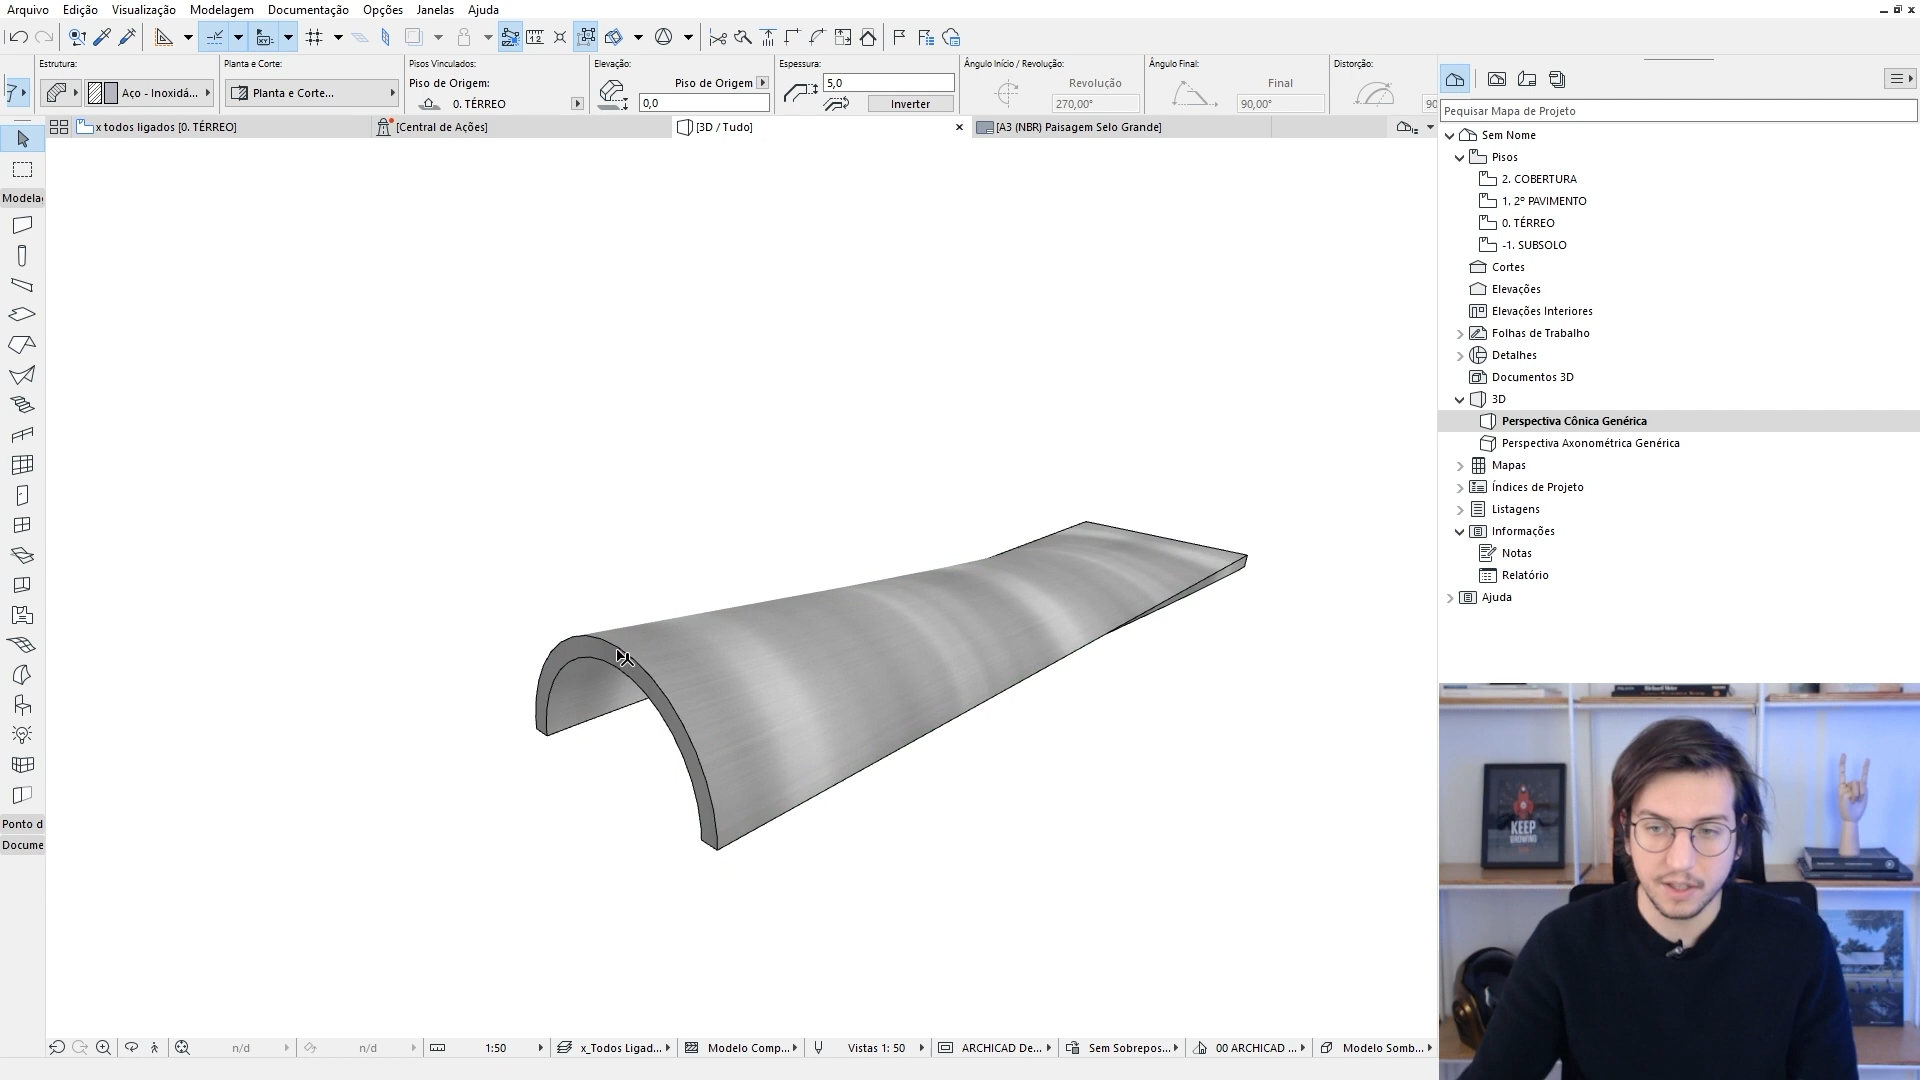 Arquivo Edição Visualização Modelagem Documentação Opções Janelas Ajuda
Estrutura: Planta e Corte: Pisos Vinculados: Elevação: Espessura: Ângulo Início / Revolução: Ângulo Final: Distorção:
Piso de Origem: Piso de Origem 5,0 Revolução Final
Aço - Inoxidá... Planta e Corte... 0. TÉRREO 0,0 Inverter 270,00° 90,00° 90
x todos ligados [0. TÉRREO] [Central de Ações] [3D / Tudo] [A3 (NBR) Paisagem Selo Grande]
Modela
Ponto d
Docume
Pequisar Mapa de Projeto
Sem Nome
Pisos
2. COBERTURA
1. 2º PAVIMENTO
0. TÉRREO
-1. SUBSOLO
Cortes
Elevações
Elevações Interiores
Folhas de Trabalho
Detalhes
Documentos 3D
3D
Perspectiva Cônica Genérica
Perspectiva Axonométrica Genérica
Mapas
Índices de Projeto
Listagens
Informações
Notas
Relatório
Ajuda
KEEP
GROWING
n/d n/d 1:50 x_Todos Ligad... Modelo Comp... Vistas 1: 50 ARCHICAD De... Sem Sobrepos... 00 ARCHICAD ... Modelo Somb...